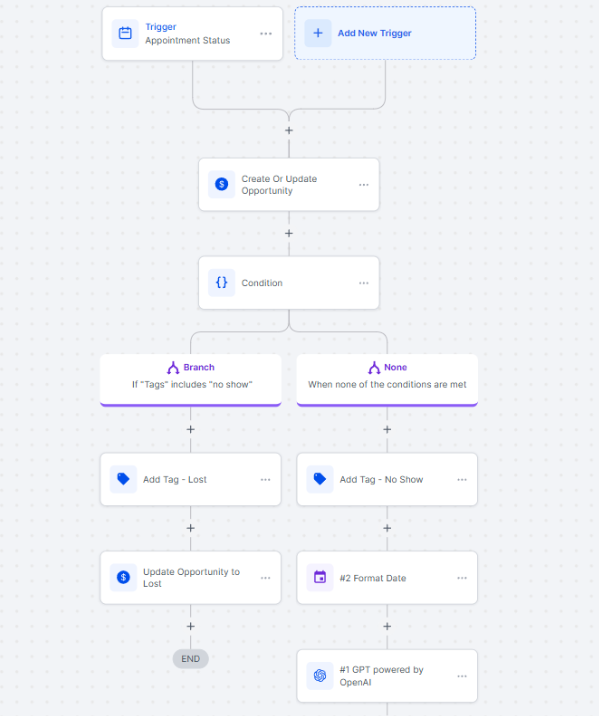 Trigger
Appointment Status
Add New Trigger
Create Or Update
Opportunity
Condition
Branch
If "Tags" includes "no show"
None
When none of the conditions are met
Add Tag - Lost
Add Tag - No Show
Update Opportunity to
Lost
#2 Format Date
END
#1 GPT powered by
OpenAI